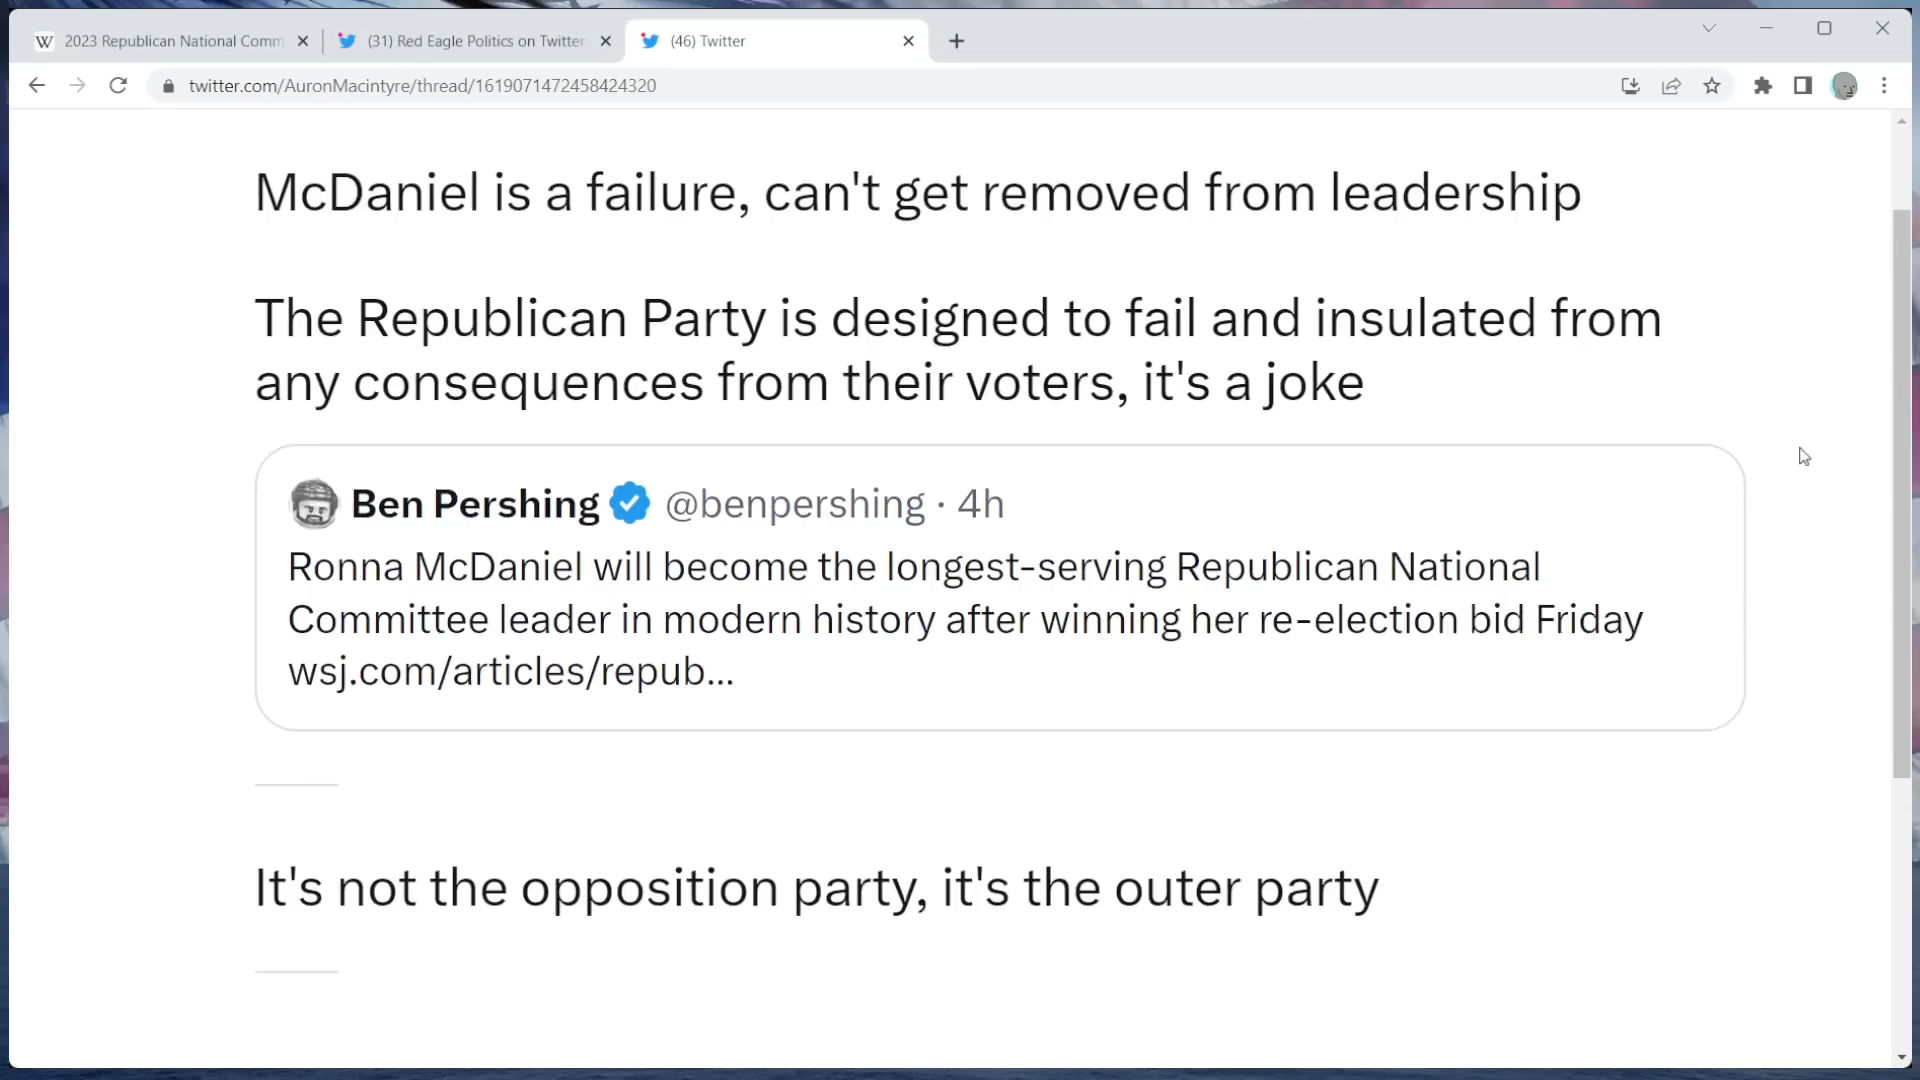 2023 Republican National Comm
(31) Red Eagle Politics on Twitter:
(46) Twitter
twitter.com/AuronMacintyre/thread/1619071472458424320
McDaniel is a failure, can't get removed from leadership
The Republican Party is designed to fail and insulated from
any consequences from their voters, it's a joke
Ben Pershing @benpershing · 4h
Ronna McDaniel will become the longest-serving Republican National
Committee leader in modern history after winning her re-election bid Friday
wsj.com/articles/repub...
It's not the opposition party, it's the outer party